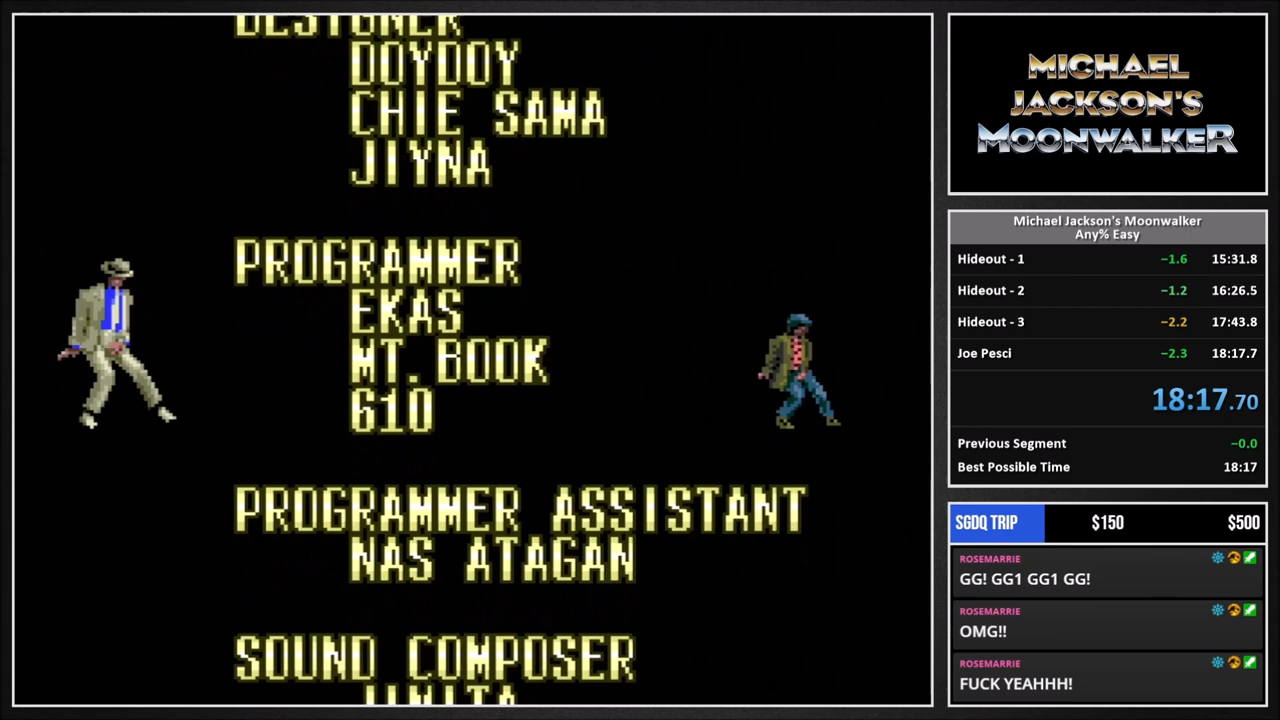 DESIGNER
DOYDOY
CHIE SAMA
JIYNA
PROGRAMMER
EKAS
MT. BOOK
610
PROGRAMMER ASSISTANT
NAS ATAGAN
SOUND COMPOSER
MICHAEL
JACKSON'S
MOONWALKER
Michael Jackson's Moonwalker
Any% Easy
Hideout - 1 −1.6 15:31.8
Hideout - 2 −1.2 16:26.5
Hideout - 3 −2.2 17:43.8
Joe Pesci −2.3 18:17.7
18:17.70
Previous Segment −0.0
Best Possible Time 18:17
SGDQ TRIP $150 $500
ROSEMARRIE
GG! GG1 GG1 GG!
ROSEMARRIE
OMG!!
ROSEMARRIE
FUCK YEAHHH!